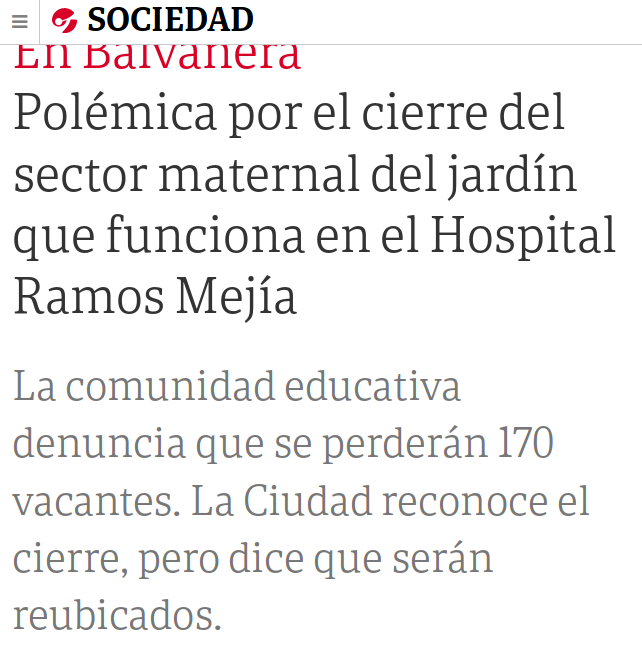 SOCIEDAD
En Balvanera
Polémica por el cierre del
sector maternal del jardín
que funciona en el Hospital
Ramos Mejía
La comunidad educativa
denuncia que se perderán 170
vacantes. La Ciudad reconoce el
cierre, pero dice que serán
reubicados.